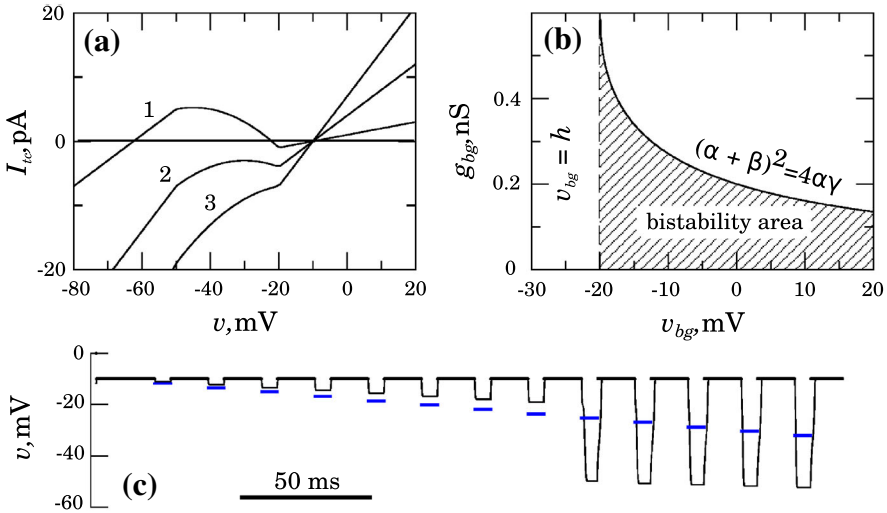 20
10
0
-20
-80
-60
-40
-20
0
20
I_tc, pA
v, mV
(a)
1
2
3
(b)
0.4
0.2
0
-30
-20
-10
0
10
20
g_bg, nS
v_bg, mV
v_bg = h
(α + β)²=4αγ
bistability area
0
-20
-40
-60
v, mV
(c)
50 ms